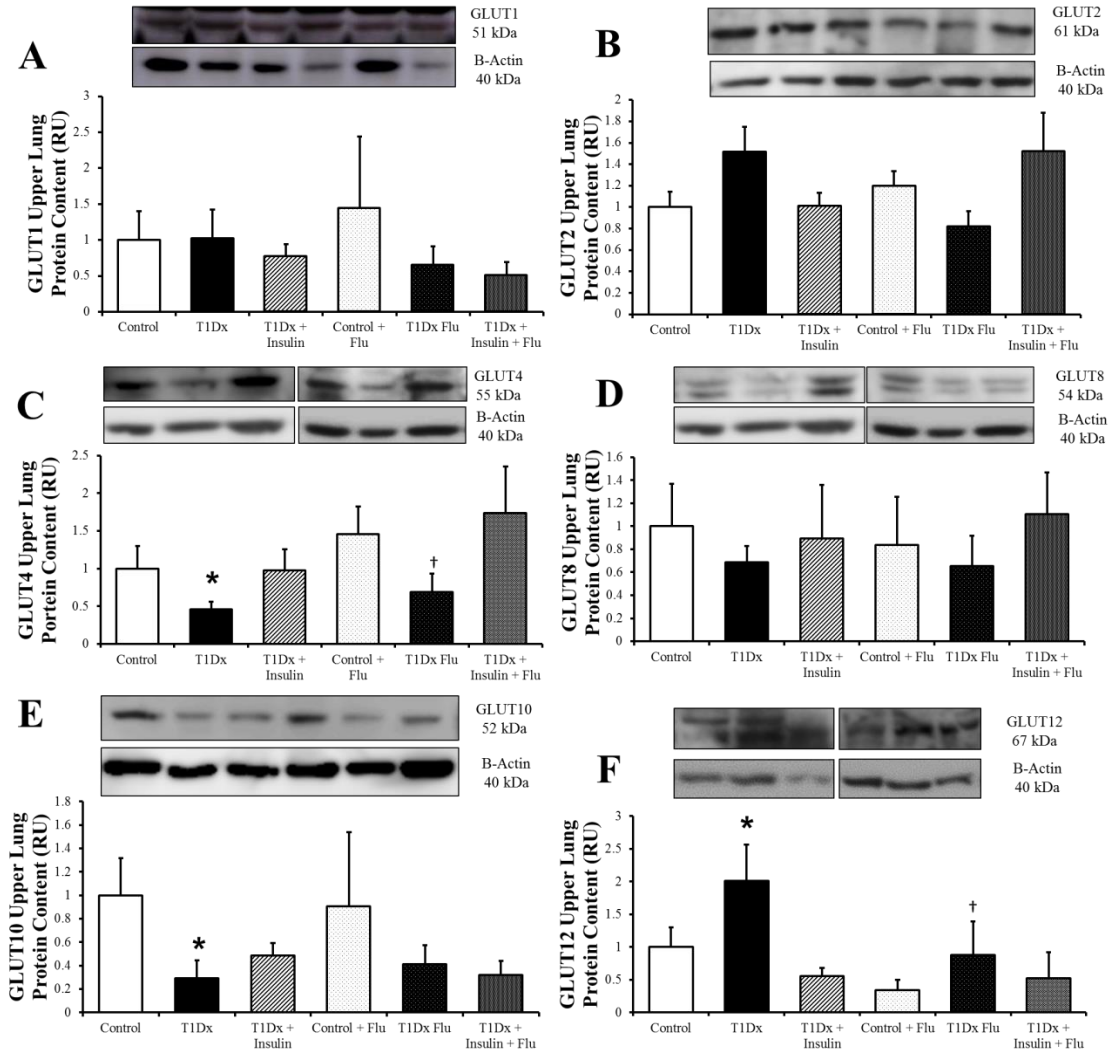 A
GLUT1
51 kDa
B-Actin
40 kDa
GLUT1 Upper Lung
Protein Content (RU)
3
2.5
2
1.5
1
0.5
0
Control
T1Dx
T1Dx +
Insulin
Control +
Flu
T1Dx Flu
T1Dx +
Insulin + Flu
B
GLUT2
61 kDa
B-Actin
40 kDa
GLUT2 Upper Lung
Protein Content (RU)
2
1.8
1.6
1.4
1.2
1
0.8
0.6
0.4
0.2
0
Control
T1Dx
T1Dx +
Insulin
Control + Flu
T1Dx Flu
T1Dx +
Insulin + Flu
C
GLUT4
55 kDa
B-Actin
40 kDa
GLUT4 Upper Lung
Portein Content (RU)
2.5
2
1.5
1
0.5
0
*
†
Control
T1Dx
T1Dx +
Insulin
Control +
Flu
T1Dx Flu
T1Dx +
Insulin + Flu
D
GLUT8
54 kDa
B-Actin
40 kDa
GLUT8 Upper Lung
Protein Content (RU)
1.6
1.4
1.2
1
0.8
0.6
0.4
0.2
0
Control
T1Dx
T1Dx +
Insulin
Control + Flu
T1Dx Flu
T1Dx +
Insulin + Flu
E
GLUT10
52 kDa
B-Actin
40 kDa
GLUT10 Upper Lung
Protein Content (RU)
1.8
1.6
1.4
1.2
1
0.8
0.6
0.4
0.2
0
*
Control
T1Dx
T1Dx +
Insulin
Control + Flu
T1Dx Flu
T1Dx +
Insulin + Flu
F
GLUT12
67 kDa
B-Actin
40 kDa
GLUT12 Upper Lung
Protein Content (RU)
3
2.5
2
1.5
1
0.5
0
*
†
Control
T1Dx
T1Dx +
Insulin
Control + Flu
T1Dx Flu
T1Dx +
Insulin + Flu